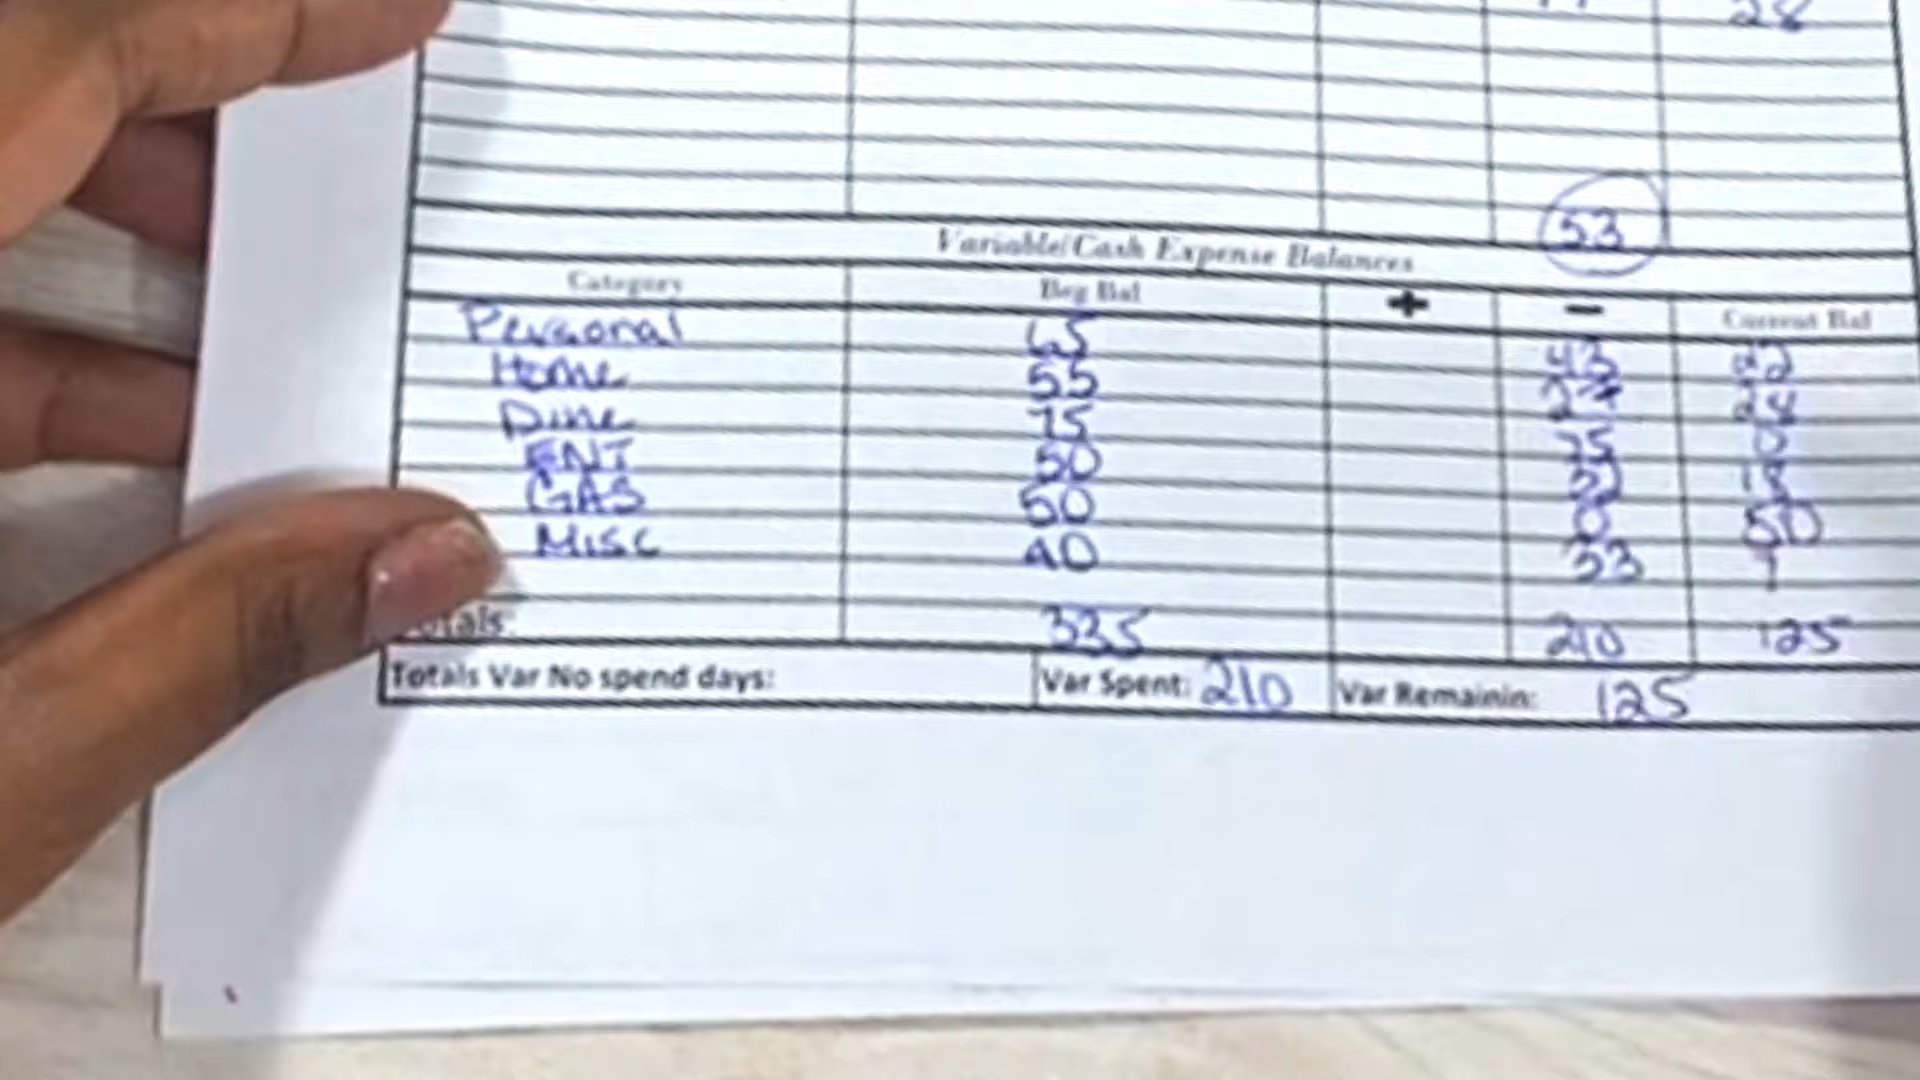 28
53
Variable/Cash Expense Balances
Category Beg Bal + - Current Bal
Personal 65 43 22
Home 55 27 28
Dine 75 75 0
ENT 50 32 18
GAS 50 0 50
MISC 40 33 7
335 210 125
Totals Var No spend days: Var Spent: 210 Var Remainin: 125